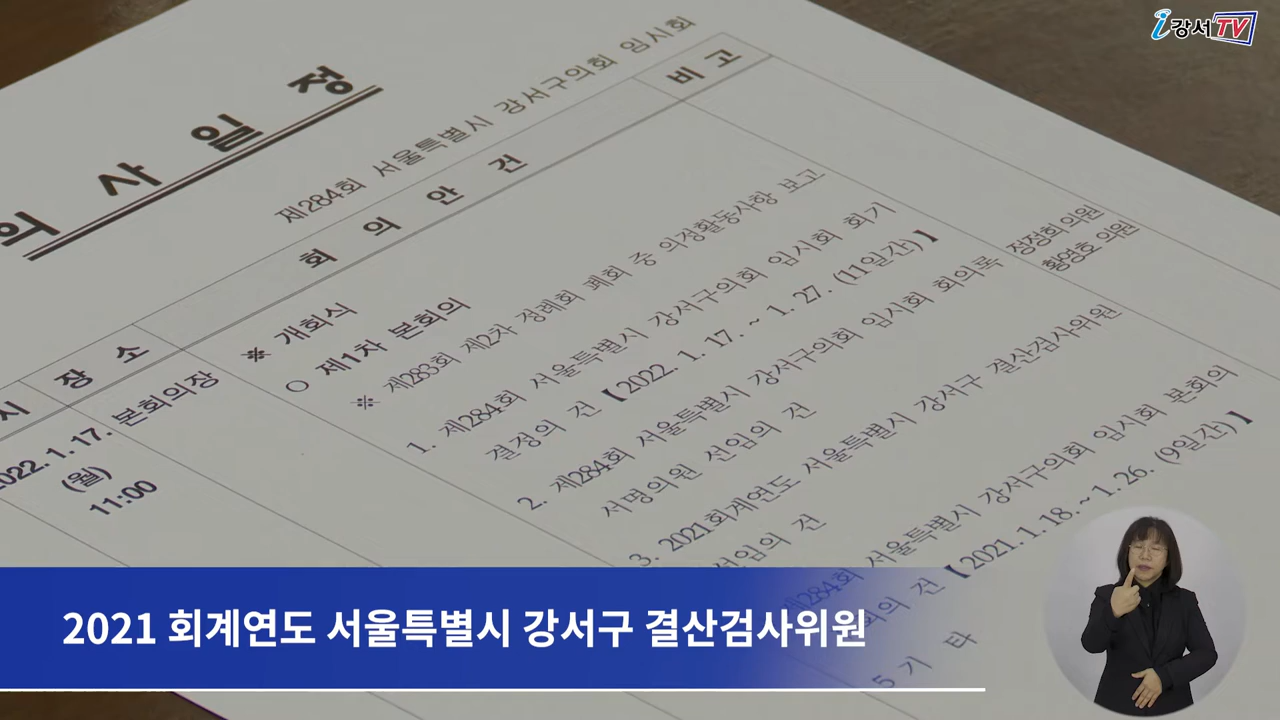 i강서TV
의 사 일 정
제284회 서울특별시 강서구의회 임시회
시
장 소
회 의 안 건
비 고
2022. 1. 17.
(월)
11:00
본회의장
※ 개회식
○ 제1차 본회의
※ 제283회 제2차 정례회 폐회 중 의정활동사항 보고
1. 제284회 서울특별시 강서구의회 임시회 회기
결정의 건【2022. 1. 17. ~ 1. 27. (11일간)】
2. 제284회 서울특별시 강서구의회 임시회 회의록
서명의원 선임의 건
정정희 의원
황영호 의원
3. 2021회계연도 서울특별시 강서구 결산검사위원
선임의 건
284회 서울특별시 강서구의회 임시회 본회의
회의 건【2021. 1. 18. ~ 1. 26. (9일간)】
5 기 타
2021 회계연도 서울특별시 강서구 결산검사위원